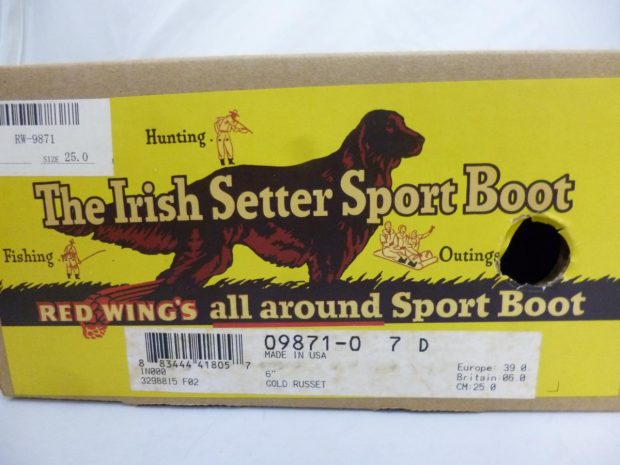 RW-9871
SIZE 25.0
Hunting
The Irish Setter Sport Boot
Fishing
Outings
RED WING'S all around Sport Boot
09871-0 7 D
MADE IN USA
8 83444 41805 7
IN000
3298815 F02
6"
GOLD RUSSET
Europe: 39.0
Britain: 06.0
CM: 25.0